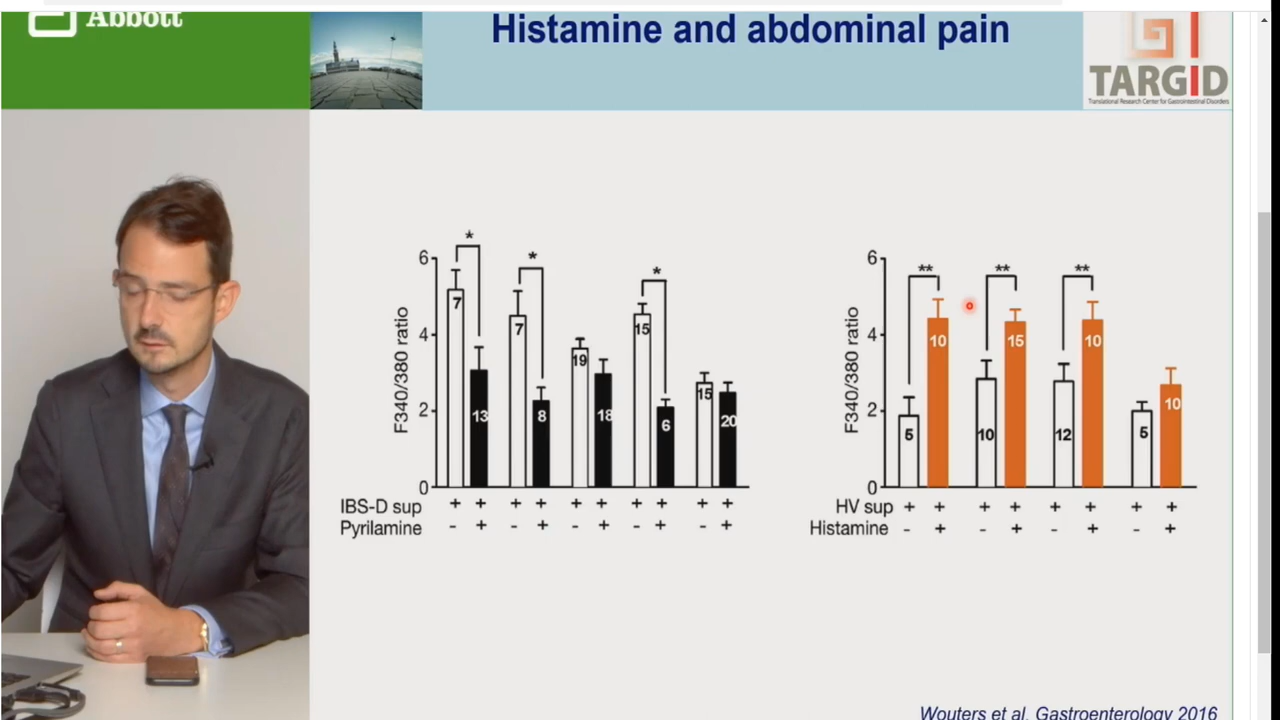 Abbott
Histamine and abdominal pain
TARGID
Translational Research Center for Gastrointestinal Disorders
6
4
2
0
F340/380 ratio
* * *
7 13 7 8 19 18 15 6 15 20
IBS-D sup + + + + + + + + + +
Pyrilamine - + - + - + - + - +
6
4
2
0
F340/380 ratio
** ** **
5 10 10 15 12 10 5 10
HV sup + + + + + + + +
Histamine - + - + - + - +
Wouters et al, Gastroenterology 2016